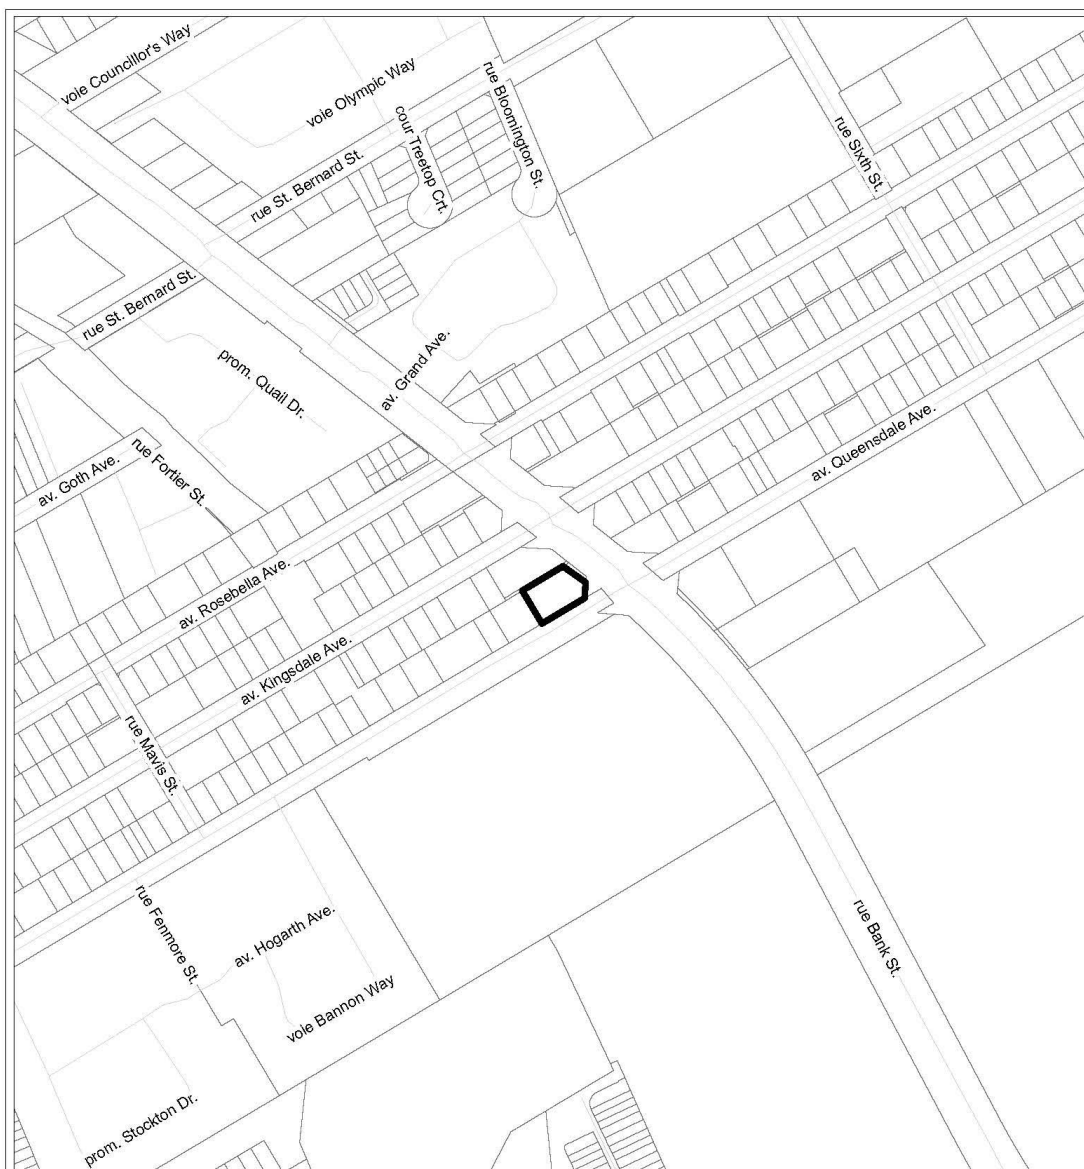 voie Councillor's Way
voie Olympic Way
rue Bloomington St.
cour Treetop Crt.
rue Sixth St.
rue St. Bernard St.
rue St. Bernard St.
av. Grand Ave.
prom. Quail Dr.
av. Queensdale Ave.
av. Goth Ave.
rue Fortier St.
av. Rosebella Ave.
av. Kingsdale Ave.
rue Mavis St.
rue Fenmore St.
av. Hogarth Ave.
rue Bank St.
voie Bannon Way
prom. Stockton Dr.